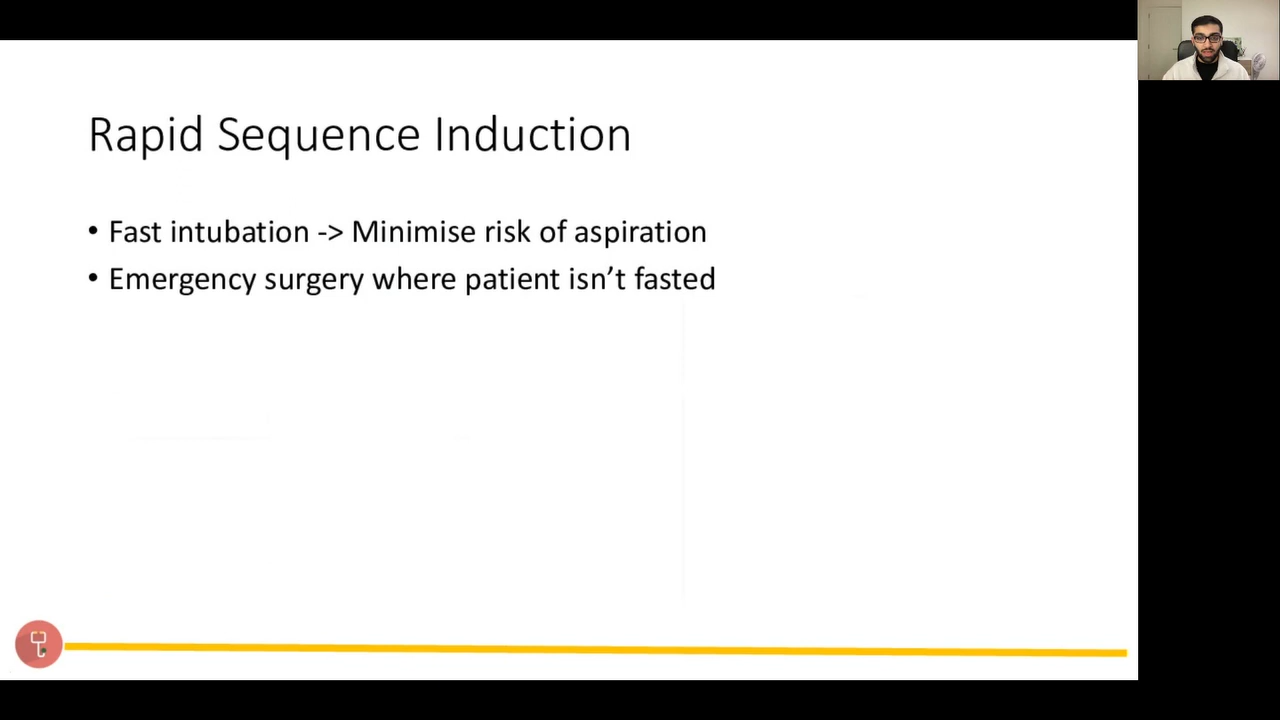 Rapid Sequence Induction
• Fast intubation -> Minimise risk of aspiration
• Emergency surgery where patient isn’t fasted